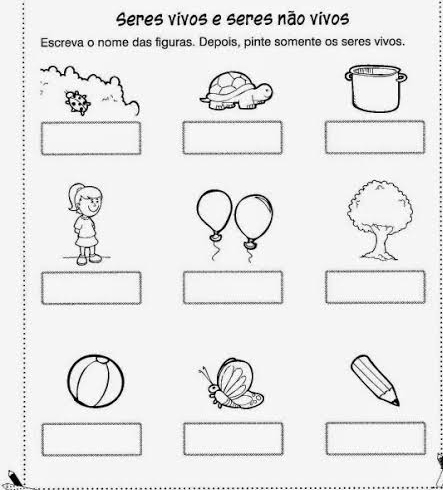 Seres vivos e seres não vivos
Escreva o nome das figuras. Depois, pinte somente os seres vivos.